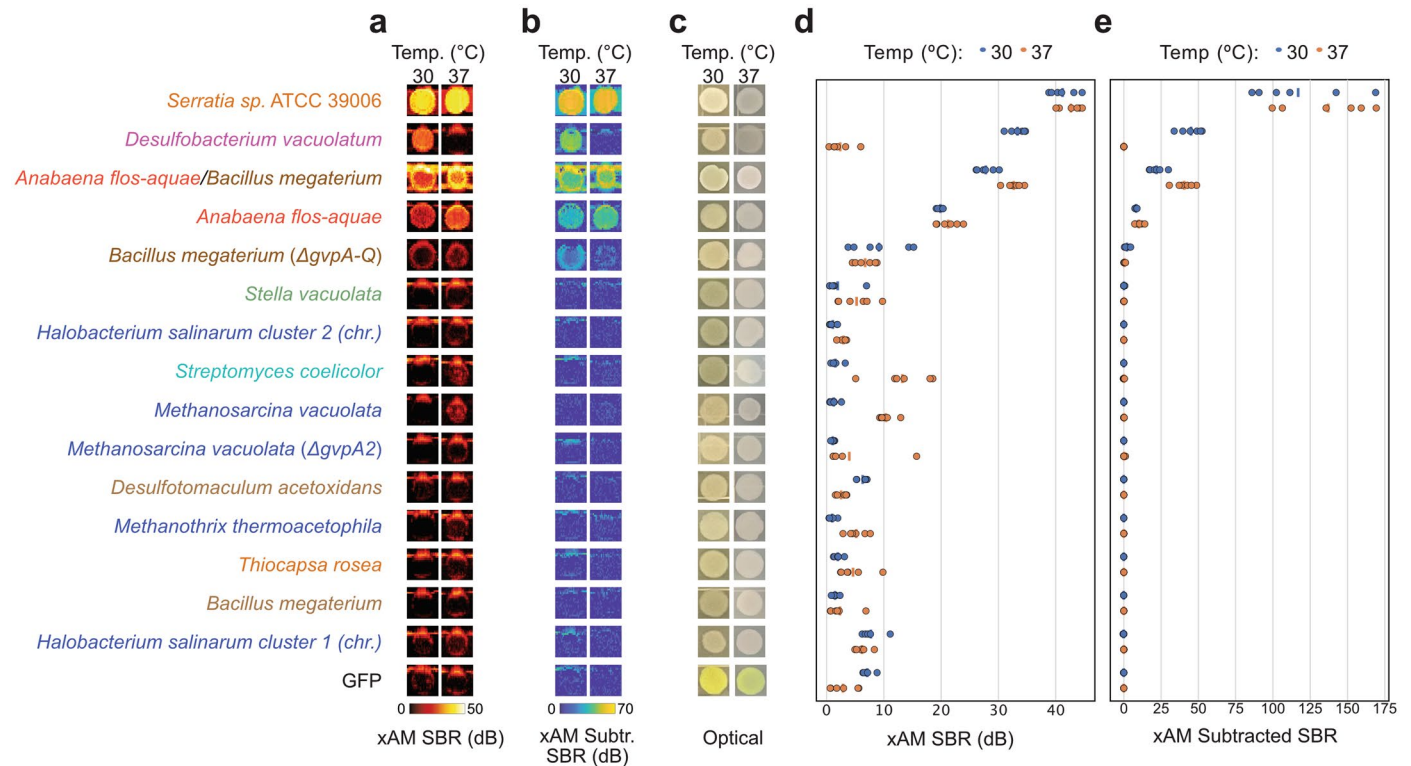 a b c d e
Temp. (°C) Temp. (°C) Temp. (°C) Temp (ºC): 30 37 Temp (ºC): 30 37
30 37 30 37 30 37
Serratia sp. ATCC 39006
Desulfobacterium vacuolatum
Anabaena flos-aquae/Bacillus megaterium
Anabaena flos-aquae
Bacillus megaterium (ΔgvpA-Q)
Stella vacuolata
Halobacterium salinarum cluster 2 (chr.)
Streptomyces coelicolor
Methanosarcina vacuolata
Methanosarcina vacuolata (ΔgvpA2)
Desulfotomaculum acetoxidans
Methanothrix thermoacetophila
Thiocapsa rosea
Bacillus megaterium
Halobacterium salinarum cluster 1 (chr.)
GFP
0 50 0 70 0 10 20 30 40 0 25 50 75 100 125 150 175
xAM SBR (dB) xAM Subtr. SBR (dB) Optical xAM SBR (dB) xAM Subtracted SBR